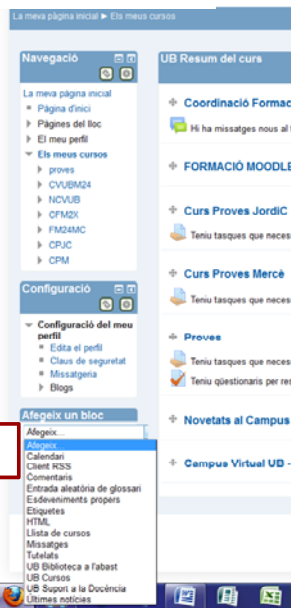 La meva pàgina inicial ► Els meus cursos
Navegació
La meva pàgina inicial
Pàgina d'inici
Pàgines del lloc
El meu perfil
Els meus cursos
proves
CVUBM24
NCVUB
CFM2X
FM24MC
CPJC
CPM
Configuració
Configuració del meu
perfil
Edita el perfil
Claus de seguretat
Missatgeria
Blogs
Afegeix un bloc
Afegeix...
Afegeix...
Calendari
Client RSS
Comentaris
Entrada aleatòria de glossari
Esdeveniments propers
Etiquetes
HTML
Llista de cursos
Missatges
Tutelats
UB Biblioteca a l'abast
UB Cursos
UB Suport a la Docència
Últimes notícies
UB Resum del curs
Coordinació Formac
Hi ha missatges nous al
FORMACIÓ MOODLE
Curs Proves JordiC
Teniu tasques que neces
Curs Proves Mercè
Teniu tasques que neces
Proves
Teniu tasques que neces
Teniu qüestionaris per res
Novetats al Campus
Campus Virtual UB -